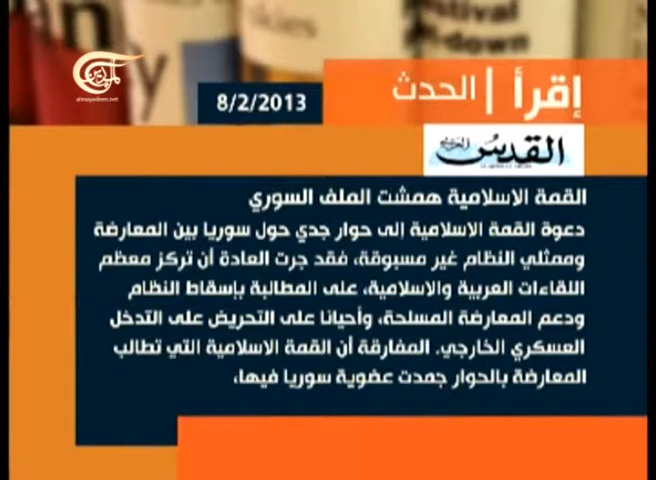 الميادين
almayadeen.net
8/2/2013
إقرأ | الحدث
القدس العربي
القمة الاسلامية همشت الملف السوري
دعوة القمة الاسلامية إلى حوار جدي حول سوريا بين المعارضة
وممثلي النظام غير مسبوقة، فقد جرت العادة أن تركز معظم
اللقاءات العربية والاسلامية، على المطالبة بإسقاط النظام
ودعم المعارضة المسلحة، وأحيانا على التحريض على التدخل
العسكري الخارجي. المفارقة أن القمة الاسلامية التي تطالب
المعارضة بالحوار جمدت عضوية سوريا فيها،